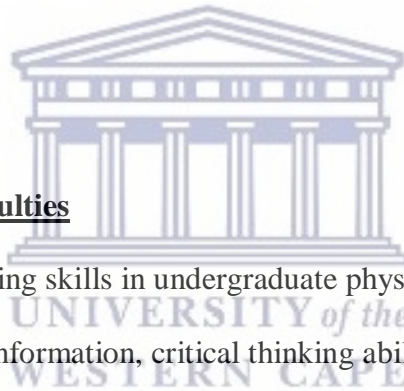 ulties
ing skills in undergraduate phys
UNIVERSITY of the
nformation, critical thinking abil
WESTERN CAPE